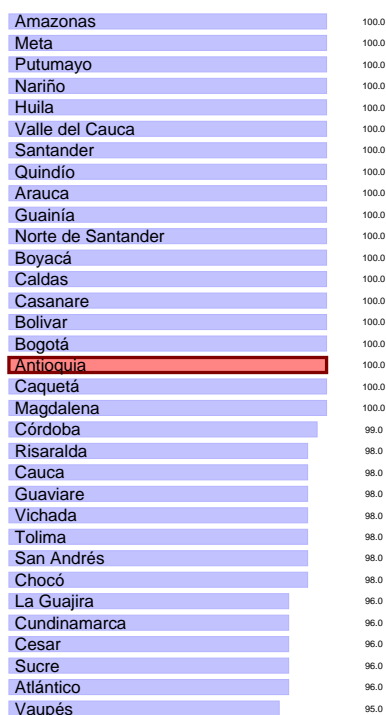 Amazonas 100.0
Meta 100.0
Putumayo 100.0
Nariño 100.0
Huila 100.0
Valle del Cauca 100.0
Santander 100.0
Quindío 100.0
Arauca 100.0
Guainía 100.0
Norte de Santander 100.0
Boyacá 100.0
Caldas 100.0
Casanare 100.0
Bolivar 100.0
Bogotá 100.0
Antioquia 100.0
Caquetá 100.0
Magdalena 100.0
Córdoba 99.0
Risaralda 98.0
Cauca 98.0
Guaviare 98.0
Vichada 98.0
Tolima 98.0
San Andrés 98.0
Chocó 98.0
La Guajira 96.0
Cundinamarca 96.0
Cesar 96.0
Sucre 96.0
Atlántico 96.0
Vaupés 95.0